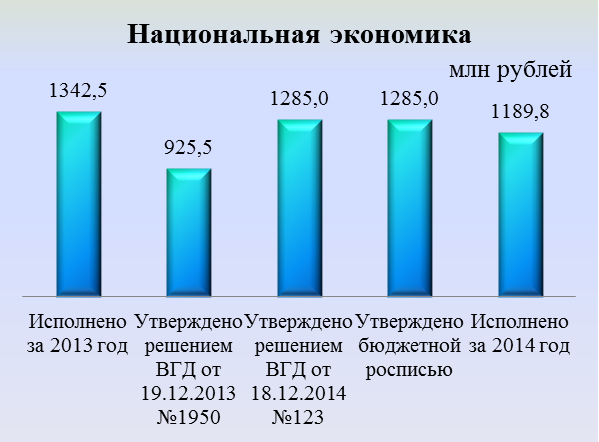 Национальная экономика
млн рублей
1342,5
925,5
1285,0
1285,0
1189,8
Исполнено
за 2013 год
Утверждено
решением
ВГД от
19.12.2013
№1950
Утверждено
решением
ВГД от
18.12.2014
№123
Утверждено
бюджетной
росписью
Исполнено
за 2014 год